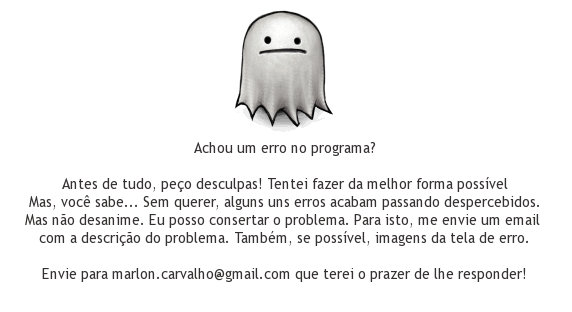 Achou um erro no programa?
Antes de tudo, peço desculpas! Tentei fazer da melhor forma possível
Mas, você sabe... Sem querer, alguns uns erros acabam passando despercebidos.
Mas não desanime. Eu posso consertar o problema. Para isto, me envie um email
com a descrição do problema. Também, se possível, imagens da tela de erro.
Envie para marlon.carvalho@gmail.com que terei o prazer de lhe responder!